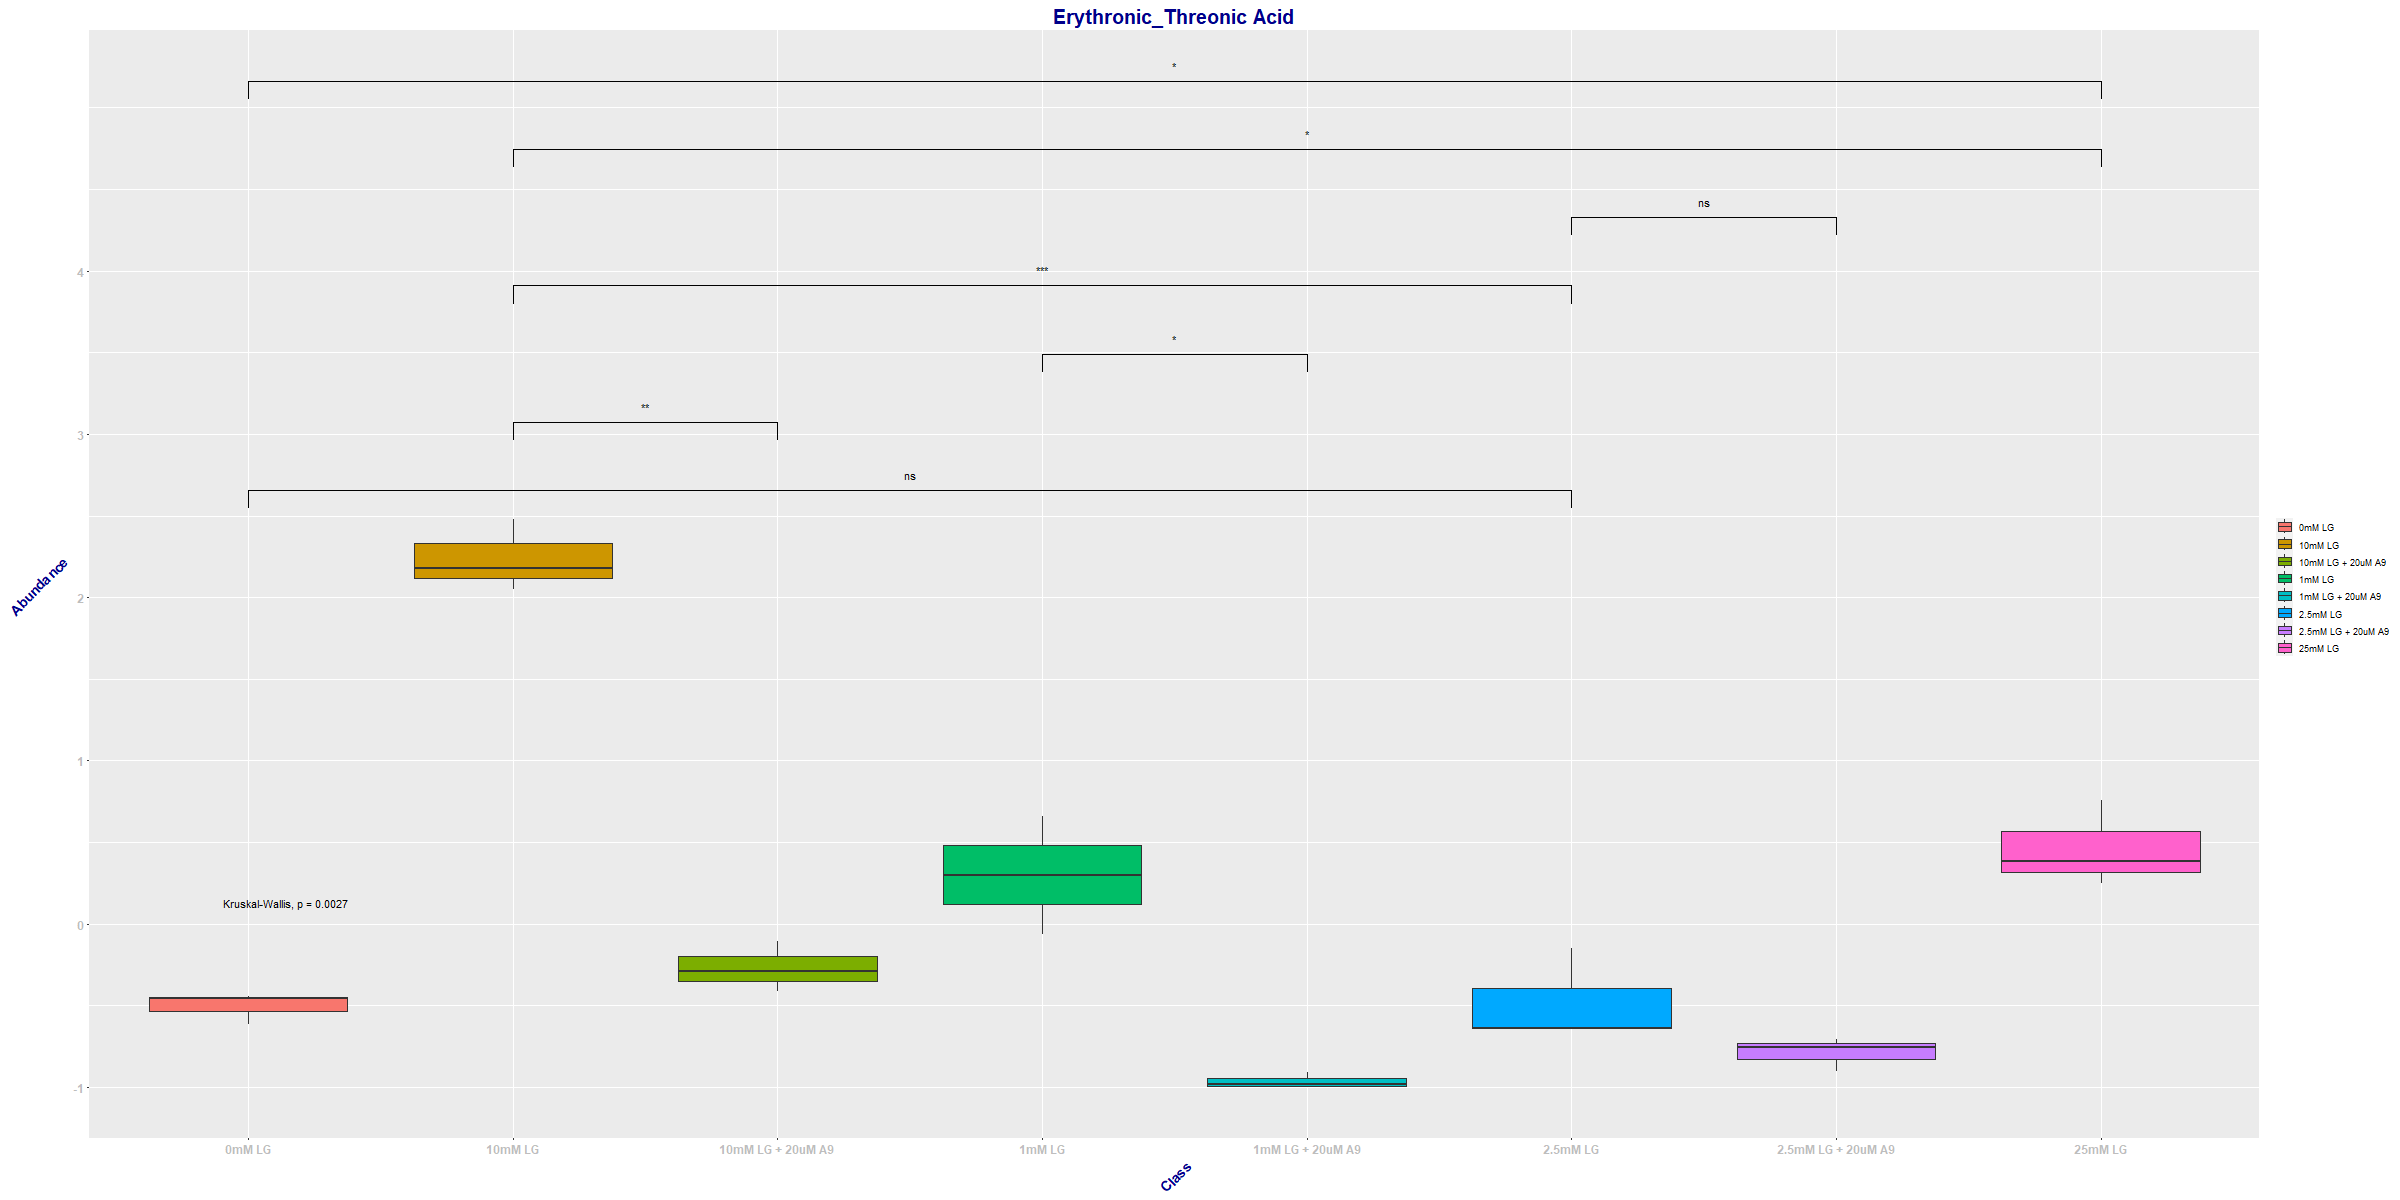 Erythronic_Threonic Acid
*
*
ns
***
*
**
ns
4
3
2
1
0
-1
Abundance
Kruskal-Wallis, p = 0.0027
0mM LG
10mM LG
10mM LG + 20uM A9
1mM LG
1mM LG + 20uM A9
2.5mM LG
2.5mM LG + 20uM A9
25mM LG
Class
0mM LG
10mM LG
10mM LG + 20uM A9
1mM LG
1mM LG + 20uM A9
2.5mM LG
2.5mM LG + 20uM A9
25mM LG